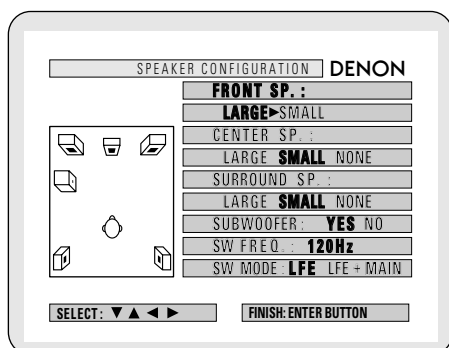 SPEAKER CONFIGURATION DENON
FRONT SP. :
LARGE►SMALL
CENTER SP. :
LARGE SMALL NONE
SURROUND SP. :
LARGE SMALL NONE
SUBWOOFER: YES NO
SW FREQ. : 120Hz
SW MODE:LFE LFE + MAIN
SELECT: ▼ ▲ ◄ ► FINISH: ENTER BUTTON